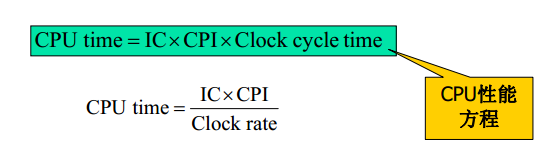 CPU time = IC×CPI×Clock cycle time
CPU time = IC×CPI / Clock rate
CPU性能
方程